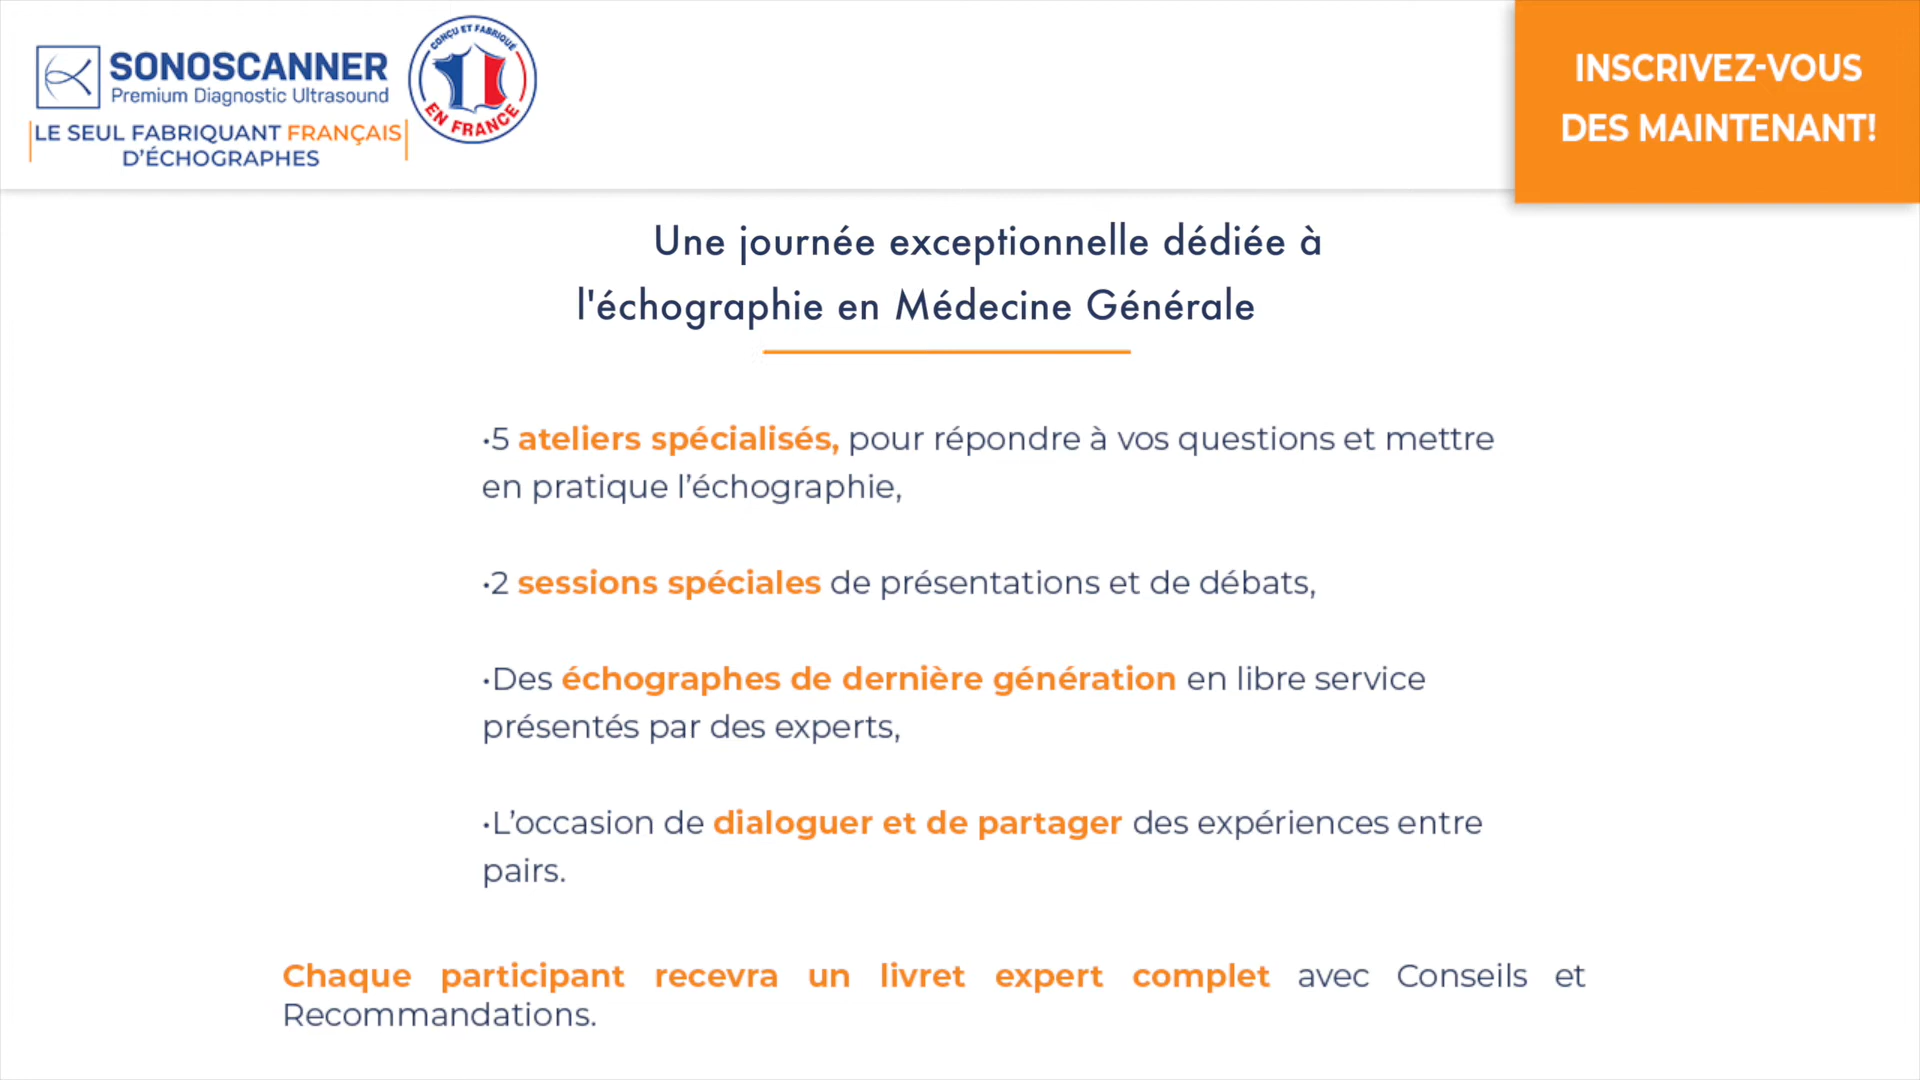 SONOSCANNER
Premium Diagnostic Ultrasound
LE SEUL FABRIQUANT FRANÇAIS
D’ÉCHOGRAPHES
CONÇU ET FABRIQUÉ
EN FRANCE
INSCRIVEZ-VOUS
DES MAINTENANT!
Une journée exceptionnelle dédiée à
l'échographie en Médecine Générale
•5 ateliers spécialisés, pour répondre à vos questions et mettre
en pratique l’échographie,
•2 sessions spéciales de présentations et de débats,
•Des échographes de dernière génération en libre service
présentés par des experts,
•L’occasion de dialoguer et de partager des expériences entre
pairs.
Chaque participant recevra un livret expert complet avec Conseils et
Recommandations.